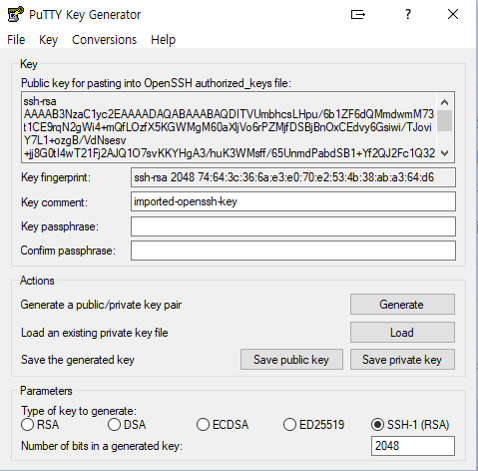 PuTTY Key Generator
?
File Key Conversions Help
Key
Public key for pasting into OpenSSH authorized_keys file:
ssh-rsa
AAAAB3NzaC1yc2EAAAADAQABAAABAQDITVUmbhcsLHpu/6b1ZF6dQMmdwmM73
t1CE9rqN2gWi4+mQfLOzfX5KGWMgM60aXljVo6rPZMjfDSBjBnOxCEdvy6Gsiwi/TJovi
Y7L1+ozgB/VdNsesv
+jj8G0tI4wT21Fj2AJQ1O7svKKYHgA3/huK3WMsff/65UnmdPabdSB1+Yf2QJ2Fc1Q32
Key fingerprint: ssh-rsa 2048 74:64:3c:36:6a:e3:e0:70:e2:53:4b:38:ab:a3:64:d6
Key comment: imported-openssh-key
Key passphrase:
Confirm passphrase:
Actions
Generate a public/private key pair Generate
Load an existing private key file Load
Save the generated key Save public key Save private key
Parameters
Type of key to generate:
RSA DSA ECDSA ED25519 SSH-1 (RSA)
Number of bits in a generated key: 2048